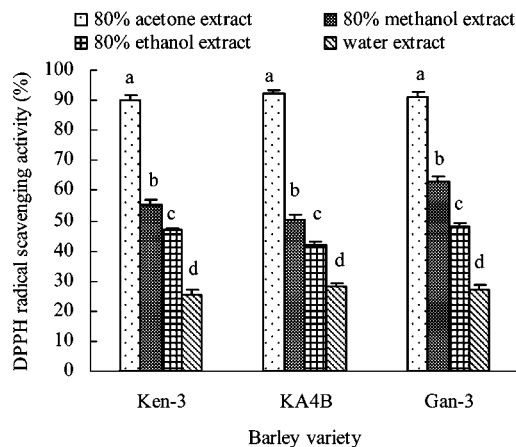 80% acetone extract 80% methanol extract
80% ethanol extract water extract
DPPH radical scavenging activity (%)
100
90
80
70
60
50
40
30
20
10
0
a
b
c
d
a
b
c
d
a
b
c
d
Ken-3 KA4B Gan-3
Barley variety